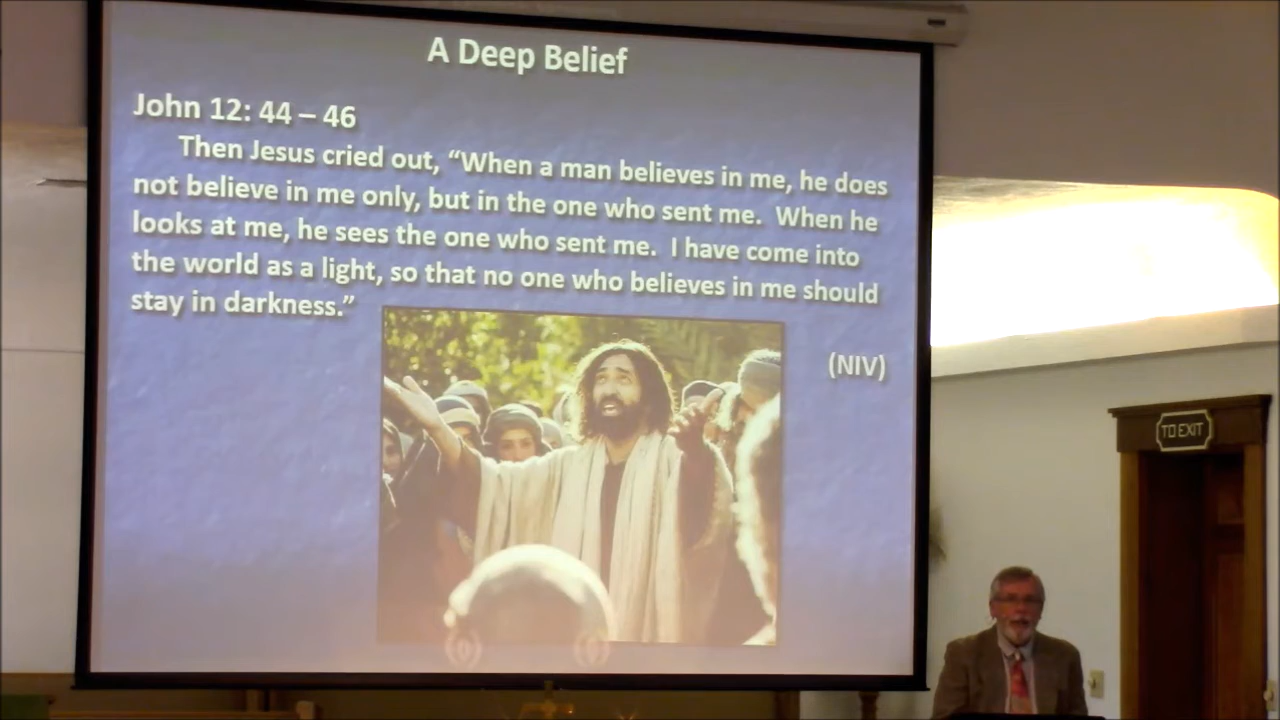 A Deep Belief
John 12: 44 – 46
Then Jesus cried out, “When a man believes in me, he does
not believe in me only, but in the one who sent me.  When he
looks at me, he sees the one who sent me.  I have come into
the world as a light, so that no one who believes in me should
stay in darkness.”
(NIV)
TO EXIT